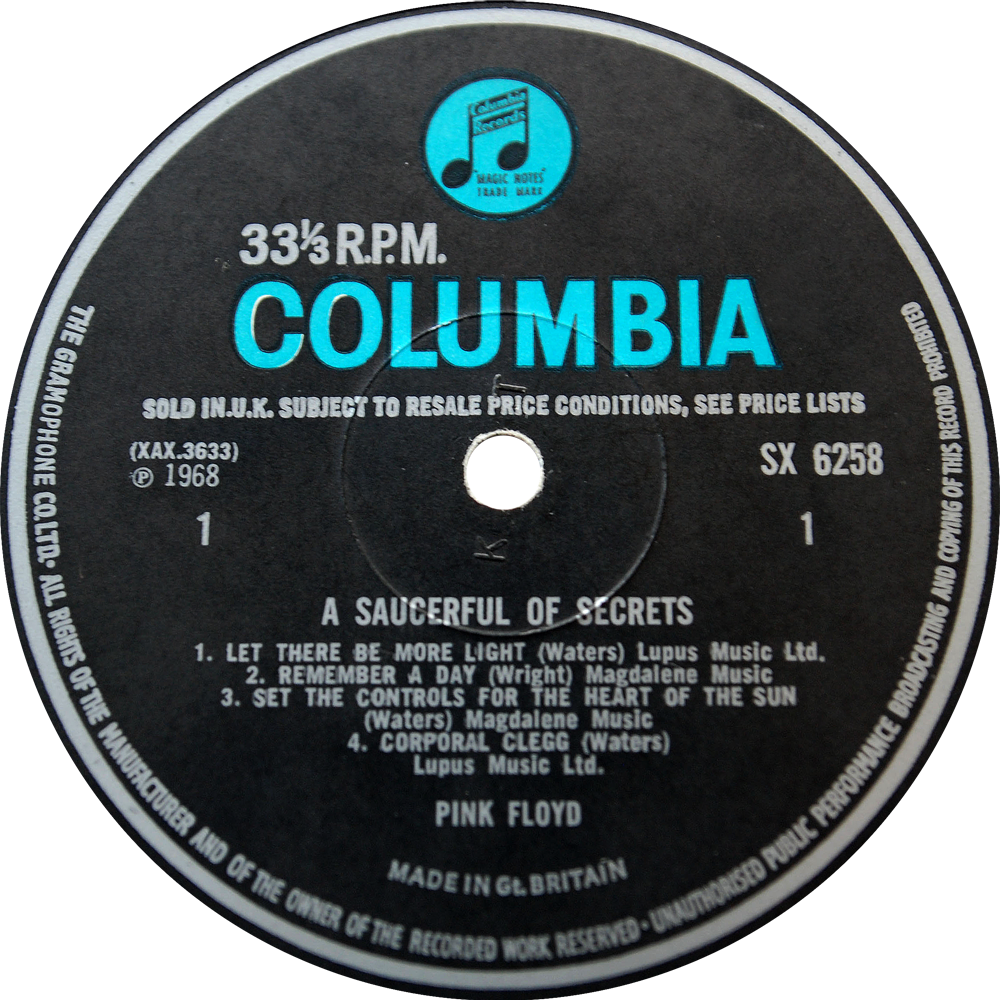 Columbia
Records
"MAGIC NOTES"
TRADE MARK
33⅓ R.P.M.
COLUMBIA
SOLD IN.U.K. SUBJECT TO RESALE PRICE CONDITIONS, SEE PRICE LISTS
(XAX.3633)
℗ 1968
SX 6258
1
1
K T
A SAUCERFUL OF SECRETS
1. LET THERE BE MORE LIGHT (Waters) Lupus Music Ltd.
2. REMEMBER A DAY (Wright) Magdalene Music
3. SET THE CONTROLS FOR THE HEART OF THE SUN
(Waters) Magdalene Music
4. CORPORAL CLEGG (Waters)
Lupus Music Ltd.
PINK FLOYD
MADE IN Gt. BRITAIN
THE GRAMOPHONE CO. LTD. · ALL RIGHTS OF THE MANUFACTURER AND OF THE OWNER OF THE RECORDED WORK RESERVED · UNAUTHORISED PUBLIC PERFORMANCE BROADCASTING AND COPYING OF THIS RECORD PROHIBITED